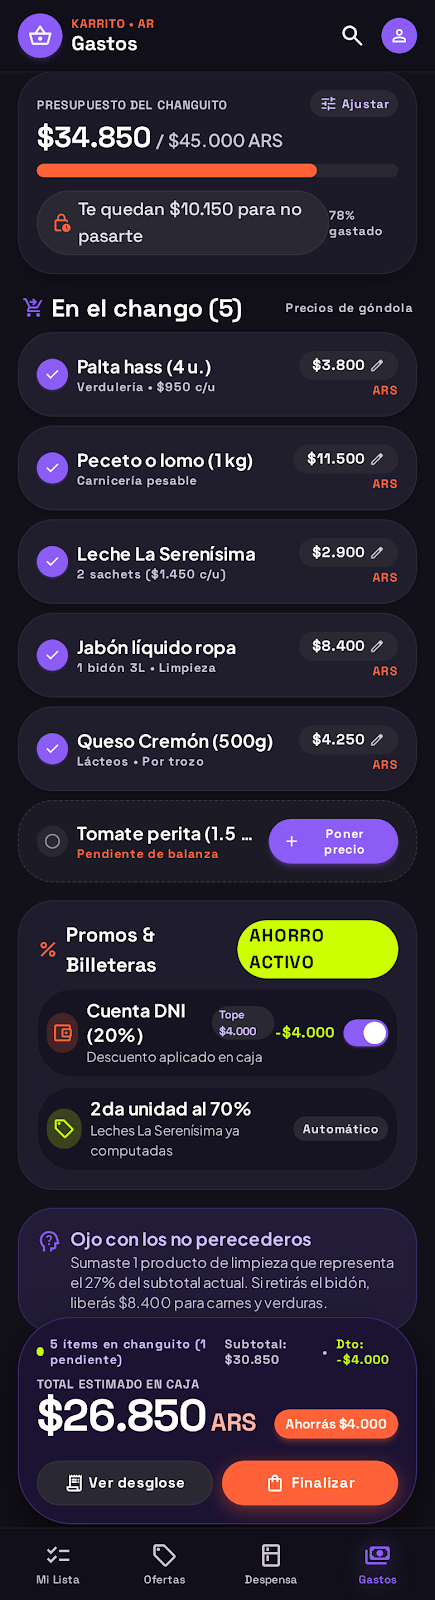 KARRITO • AR
Gastos
PRESUPUESTO DEL CHANGUITO
Ajustar
$34.850 / $45.000 ARS
Te quedan $10.150 para no
pasarte
78%
gastado
En el chango (5)
Precios de góndola
Palta hass (4 u.)
$3.800
Verdulería • $950 c/u
ARS
Peceto o lomo (1 kg)
$11.500
Carnicería pesable
ARS
Leche La Serenísima
$2.900
2 sachets ($1.450 c/u)
ARS
Jabón líquido ropa
$8.400
1 bidón 3L • Limpieza
ARS
Queso Cremón (500g)
$4.250
Lácteos • Por trozo
ARS
Tomate perita (1.5 ...
Pendiente de balanza
+ Poner
precio
Promos &
Billeteras
AHORRO
ACTIVO
Cuenta DNI
(20%)
Tope
$4.000
-$4.000
Descuento aplicado en caja
2da unidad al 70%
Leches La Serenísima ya
computadas
Automático
Ojo con los no perecederos
Sumaste 1 producto de limpieza que representa
el 27% del subtotal actual. Si retirás el bidón,
liberás $8.400 para carnes y verduras.
5 ítems en changuito (1
pendiente)
Subtotal:
$30.850
•
Dto:
-$4.000
TOTAL ESTIMADO EN CAJA
$26.850 ARS
Ahorrás $4.000
Ver desglose
Finalizar
Mi Lista
Ofertas
Despensa
Gastos